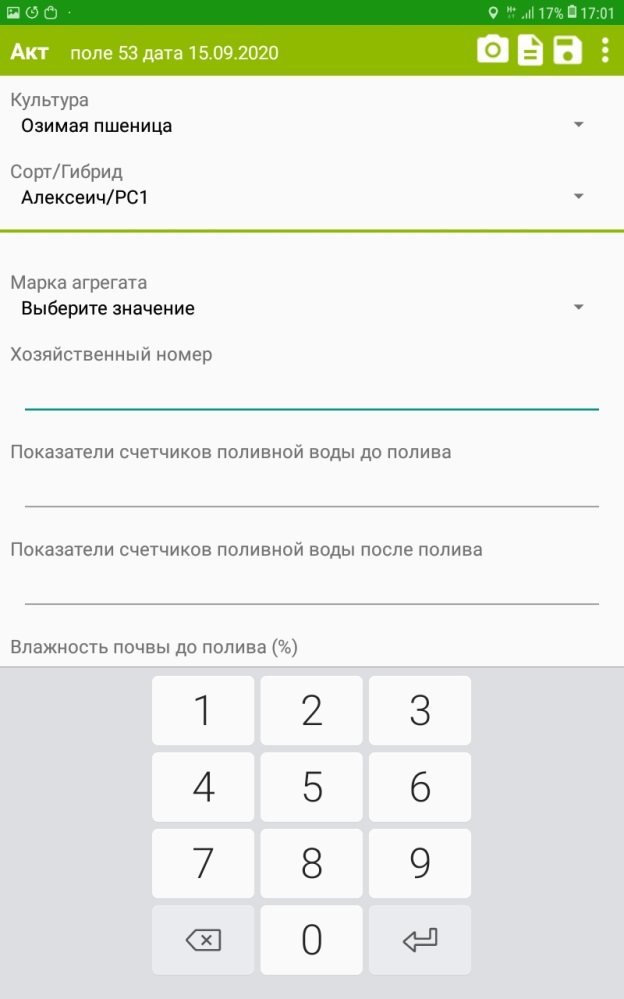 17% 17:01
Акт поле 53 дата 15.09.2020
Культура
Озимая пшеница
Сорт/Гибрид
Алексеич/РС1
Марка агрегата
Выберите значение
Хозяйственный номер
Показатели счетчиков поливной воды до полива
Показатели счетчиков поливной воды после полива
Влажность почвы до полива (%)
1 2 3
4 5 6
7 8 9
0